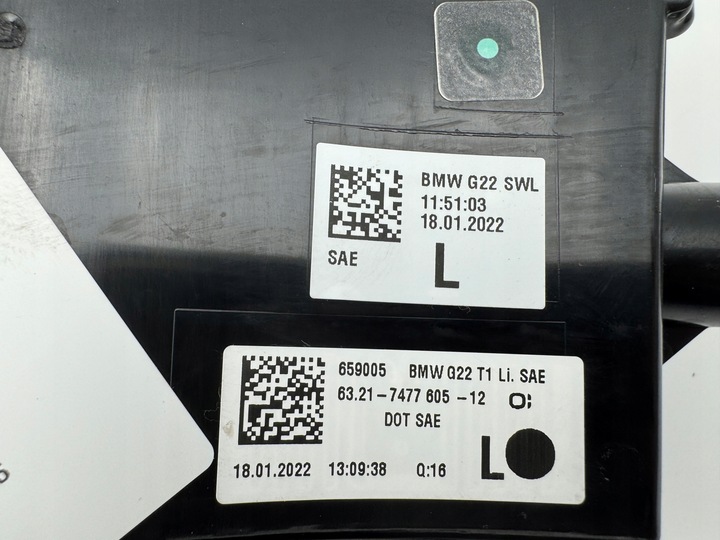 BMW G22 SWL
11:51:03
18.01.2022
SAE
L
659005 BMW G22 T1 Li. SAE
63.21-7477 605 -12
DOT SAE
18.01.2022 13:09:38 Q:16
L